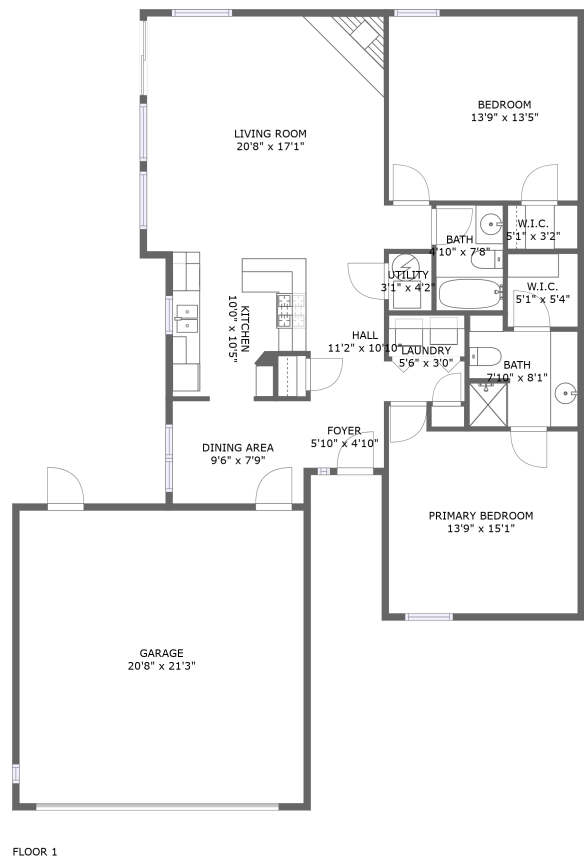 BEDROOM
13'9" x 13'5"
LIVING ROOM
20'8" x 17'1"
W.I.C.
5'1" x 3'2"
BATH
4'10" x 7'8"
UTILITY
3'1" x 4'2"
W.I.C.
5'1" x 5'4"
KITCHEN
10'0" x 10'5"
HALL
11'2" x 10'10"
LAUNDRY
5'6" x 3'0"
BATH
7'10" x 8'1"
FOYER
5'10" x 4'10"
DINING AREA
9'6" x 7'9"
PRIMARY BEDROOM
13'9" x 15'1"
GARAGE
20'8" x 21'3"
FLOOR 1